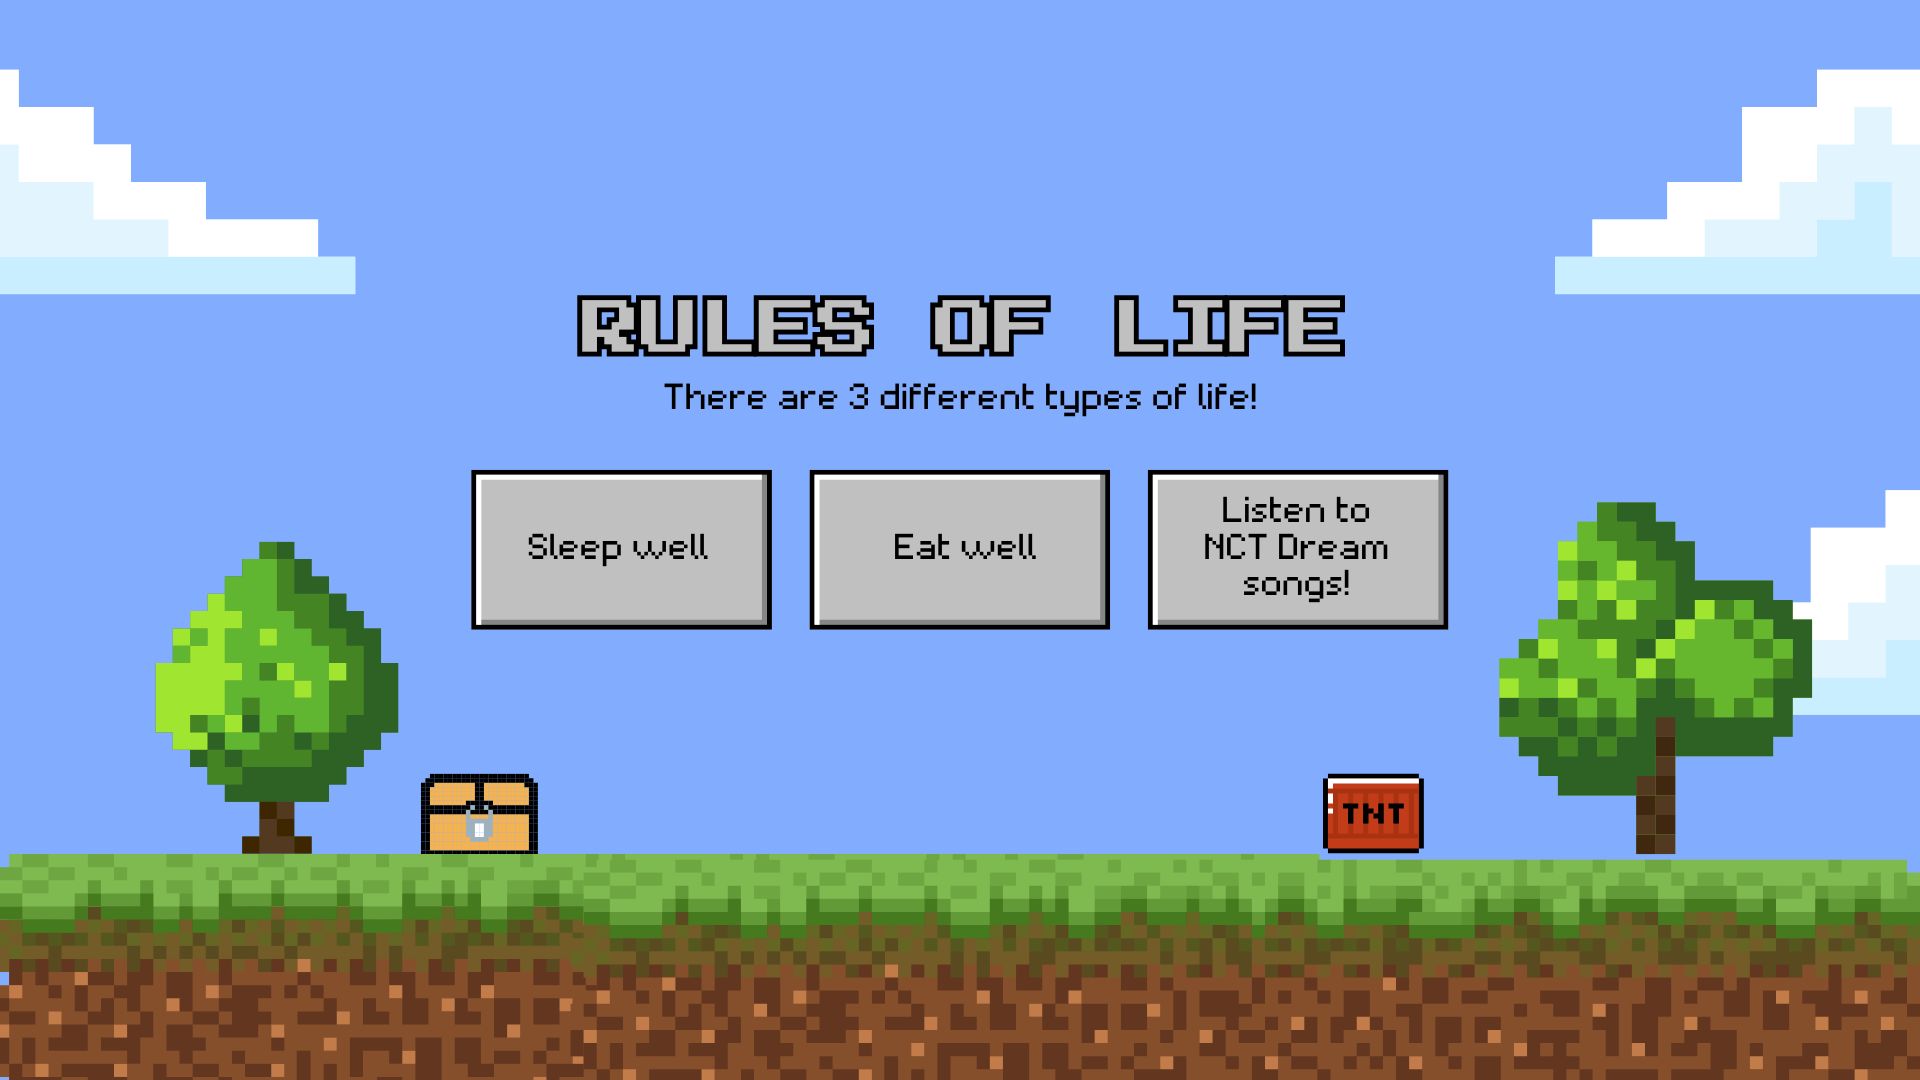 RULES OF LIFE
There are 3 different types of life!
Sleep well
Eat well
Listen to
NCT Dream
songs!
TNT